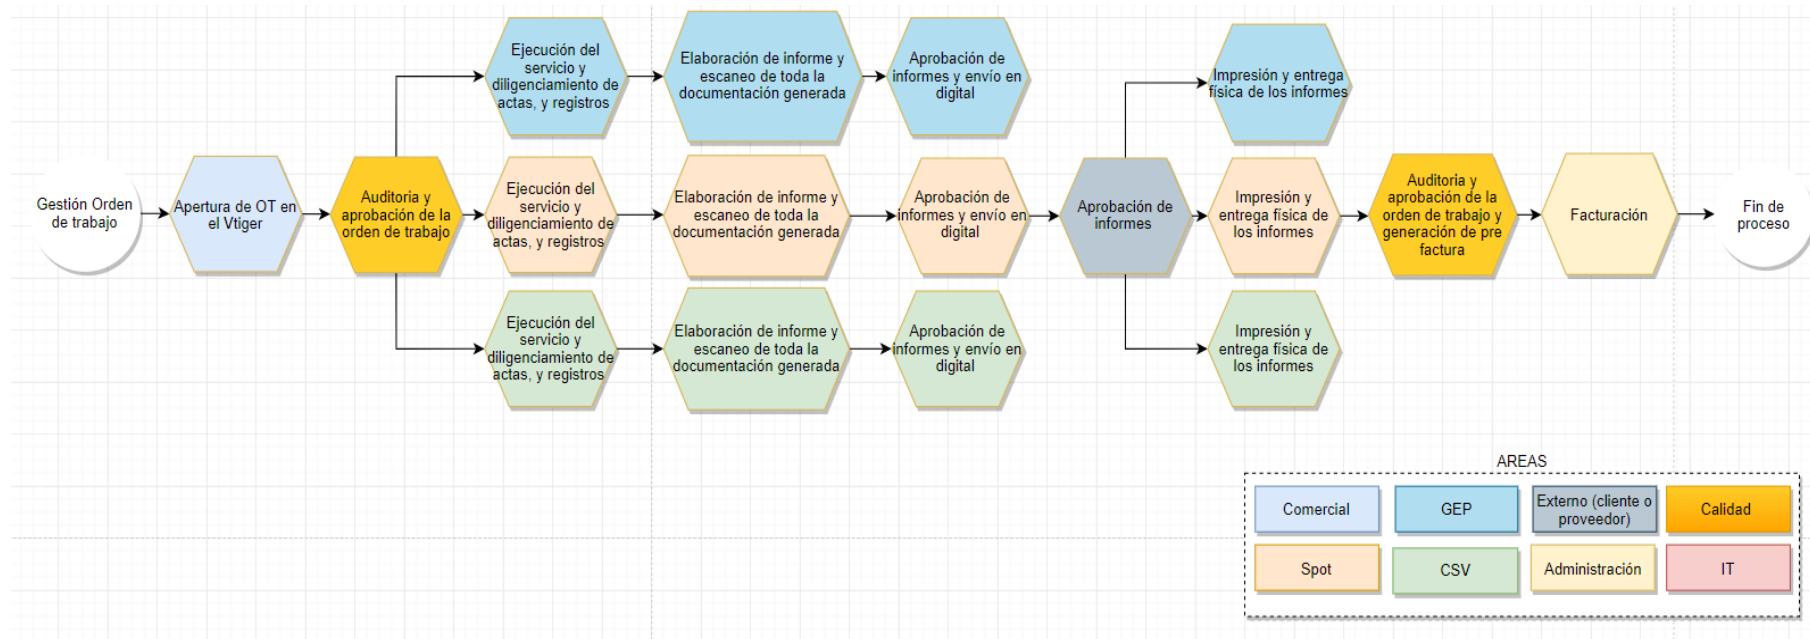 Gestión Orden
de trabajo
Apertura de OT en
el Vtiger
Auditoria y
aprobación de la
orden de trabajo
Ejecución del
servicio y
diligenciamiento de
actas, y registros
Elaboración de informe y
escaneo de toda la
documentación generada
Aprobación de
informes y envío en
digital
Ejecución del
servicio y
diligenciamiento de
actas, y registros
Elaboración de informe y
escaneo de toda la
documentación generada
Aprobación de
informes y envío en
digital
Ejecución del
servicio y
diligenciamiento de
actas, y registros
Elaboración de informe y
escaneo de toda la
documentación generada
Aprobación de
informes y envío en
digital
Aprobación de
informes
Impresión y entrega
física de los informes
Impresión y
entrega física de
los informes
Impresión y
entrega física de
los informes
Auditoria y
aprobación de la
orden de trabajo y
generación de pre
factura
Facturación
Fin de
proceso
AREAS
Comercial
GEP
Externo (cliente o
proveedor)
Calidad
Spot
CSV
Administración
IT